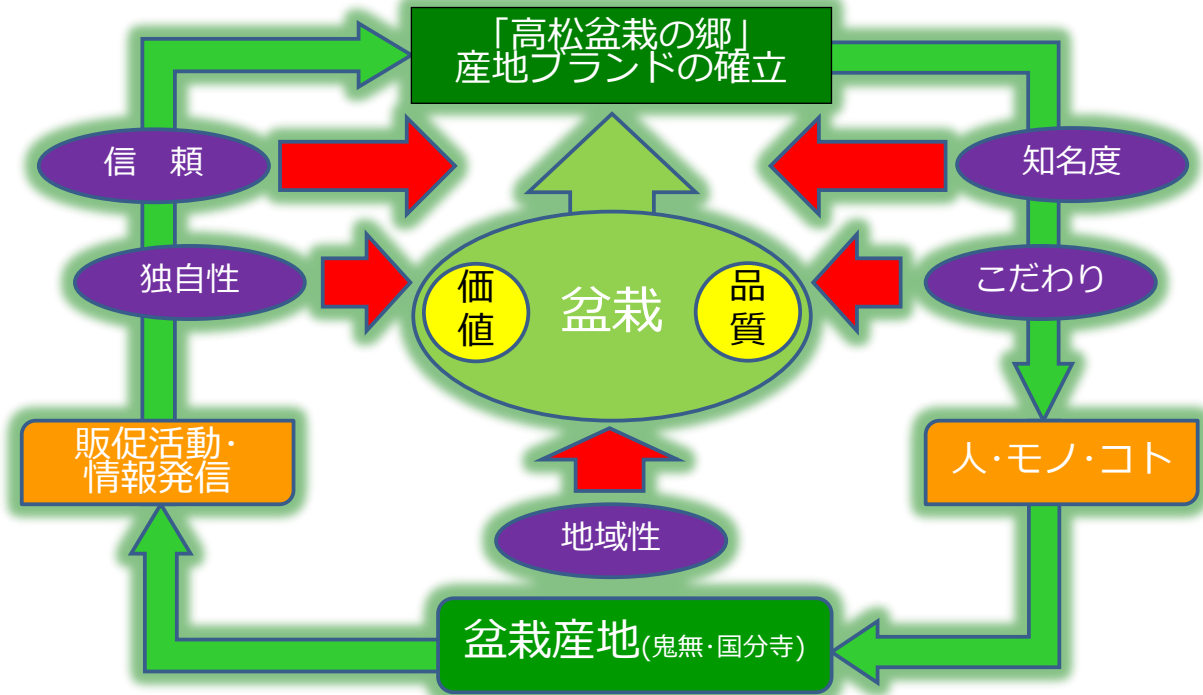 「高松盆栽の郷」
産地ブランドの確立
信　頼
知名度
独自性
こだわり
価
値
盆栽
品
質
販促活動･
情報発信
人･モノ･コト
地域性
盆栽産地(鬼無･国分寺)